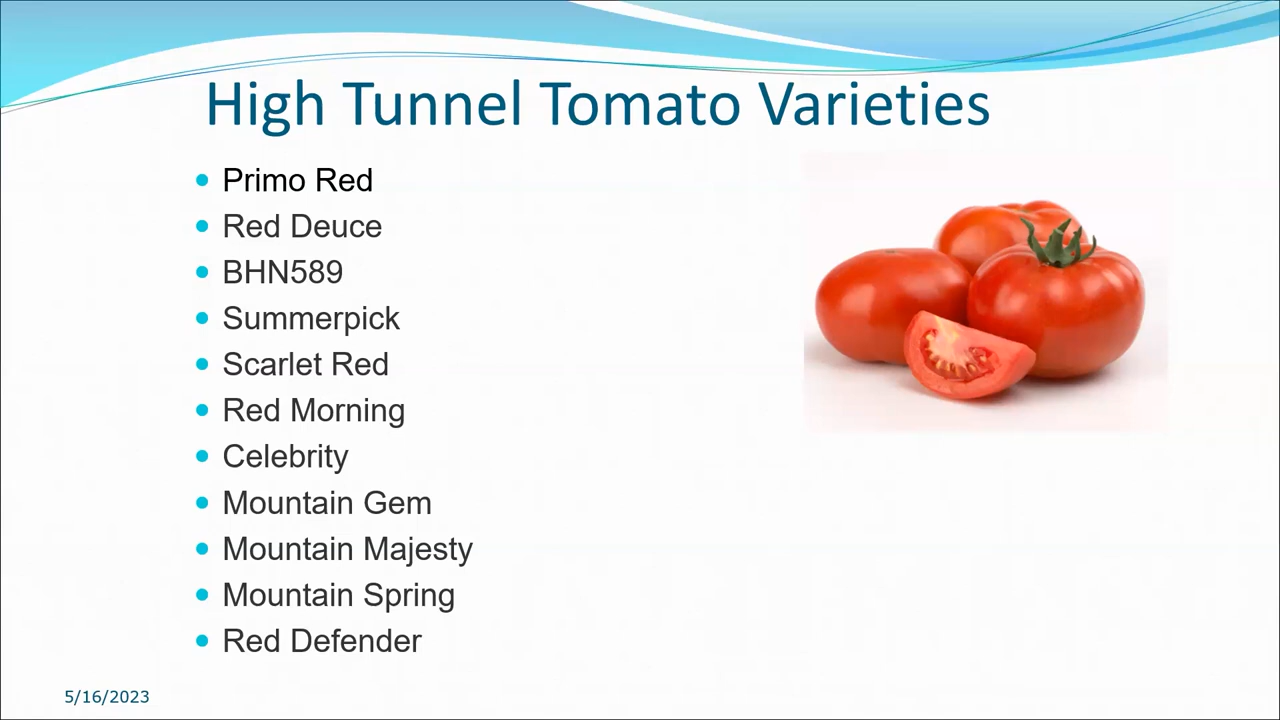 High Tunnel Tomato Varieties
Primo Red
Red Deuce
BHN589
Summerpick
Scarlet Red
Red Morning
Celebrity
Mountain Gem
Mountain Majesty
Mountain Spring
Red Defender
5/16/2023